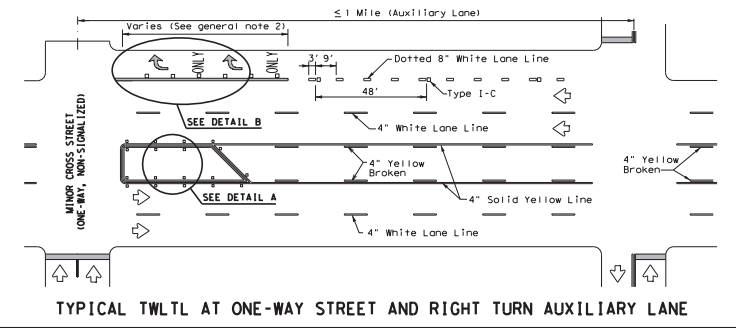 ≤ 1 Mile (Auxiliary Lane)
Varies (See general note 2)
ONLY
ONLY
3' 9'
Dotted 8" White Lane Line
48'
Type I-C
SEE DETAIL B
4" White Lane Line
MINOR CROSS STREET
(ONE-WAY, NON-SIGNALIZED)
4" Yellow
Broken
4" Yellow
Broken
SEE DETAIL A
4" Solid Yellow Line
4" White Lane Line
TYPICAL TWLTL AT ONE-WAY STREET AND RIGHT TURN AUXILIARY LANE